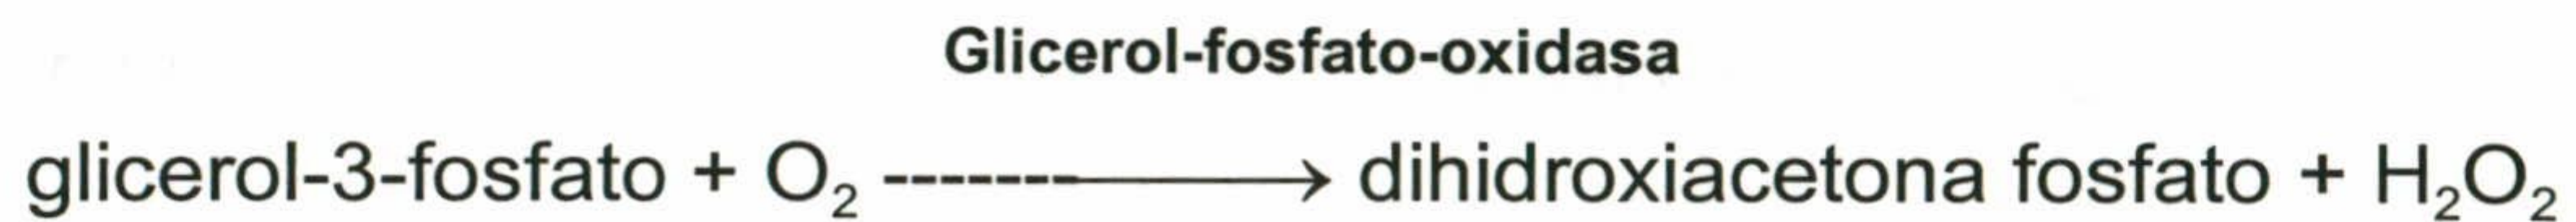 Glicerol-fosfato-oxidasa
glicerol-3-fosfato + O₂ -------⟶ dihidroxiacetona fosfato + H₂O₂